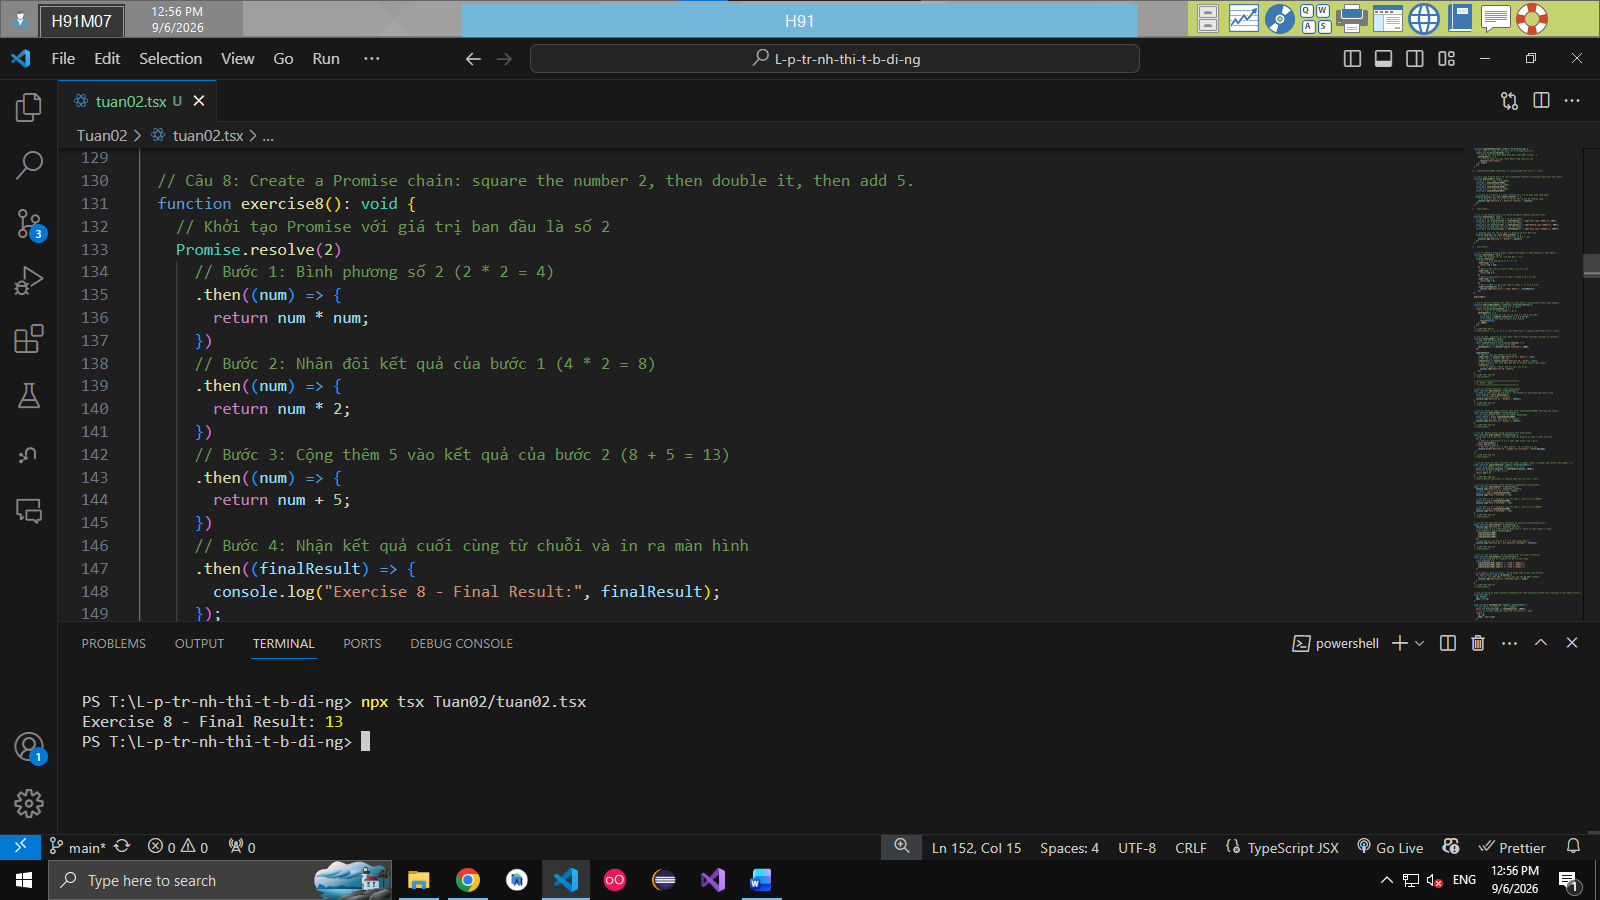 H91M07
12:56 PM
9/6/2026
H91
File Edit Selection View Go Run ...
L-p-tr-nh-thi-t-b-di-ng
tuan02.tsx U
Tuan02 > tuan02.tsx > ...
129
130 // Câu 8: Create a Promise chain: square the number 2, then double it, then add 5.
131 function exercise8(): void {
132 // Khởi tạo Promise với giá trị ban đầu là số 2
133 Promise.resolve(2)
134 // Bước 1: Bình phương số 2 (2 * 2 = 4)
135 .then((num) => {
136 return num * num;
137 })
138 // Bước 2: Nhân đôi kết quả của bước 1 (4 * 2 = 8)
139 .then((num) => {
140 return num * 2;
141 })
142 // Bước 3: Cộng thêm 5 vào kết quả của bước 2 (8 + 5 = 13)
143 .then((num) => {
144 return num + 5;
145 })
146 // Bước 4: Nhận kết quả cuối cùng từ chuỗi và in ra màn hình
147 .then((finalResult) => {
148 console.log("Exercise 8 - Final Result:", finalResult);
149 });
PROBLEMS OUTPUT TERMINAL PORTS DEBUG CONSOLE
powershell
PS T:\L-p-tr-nh-thi-t-b-di-ng> npx tsx Tuan02/tuan02.tsx
Exercise 8 - Final Result: 13
PS T:\L-p-tr-nh-thi-t-b-di-ng>
main* 0 0 0
Ln 152, Col 15 Spaces: 4 UTF-8 CRLF TypeScript JSX Go Live Prettier
Type here to search
ENG
12:56 PM
9/6/2026